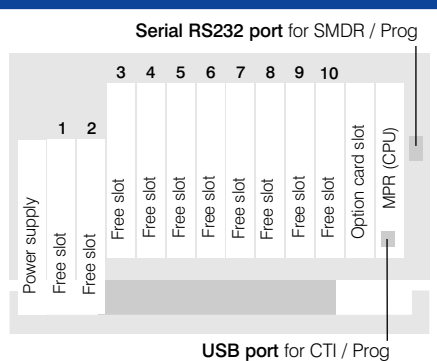 Serial RS232 port for SMDR / Prog
3 4 5 6 7 8 9 10
1 2
Power supply
Free slot
Free slot
Free slot
Free slot
Free slot
Free slot
Free slot
Free slot
Free slot
Free slot
Option card slot
MPR (CPU)
USB port for CTI / Prog